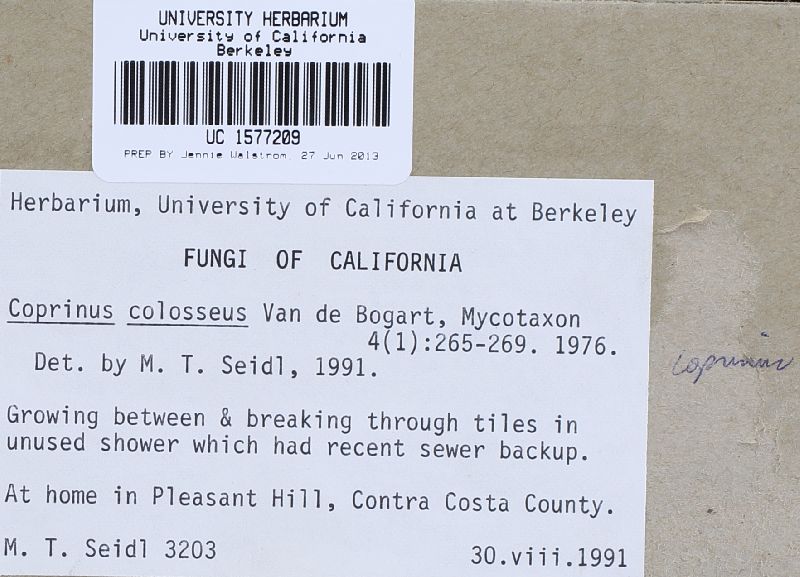 UNIVERSITY HERBARIUM
University of California
Berkeley
UC 1577209
PREP BY Jennie Walstrom, 27 Jun 2013
Herbarium, University of California at Berkeley
FUNGI OF CALIFORNIA
Coprinus colosseus Van de Bogart, Mycotaxon
4(1):265-269. 1976.
Det. by M. T. Seidl, 1991.
Growing between & breaking through tiles in
unused shower which had recent sewer backup.
At home in Pleasant Hill, Contra Costa County.
M. T. Seidl 3203
30.viii.1991
Coprinus